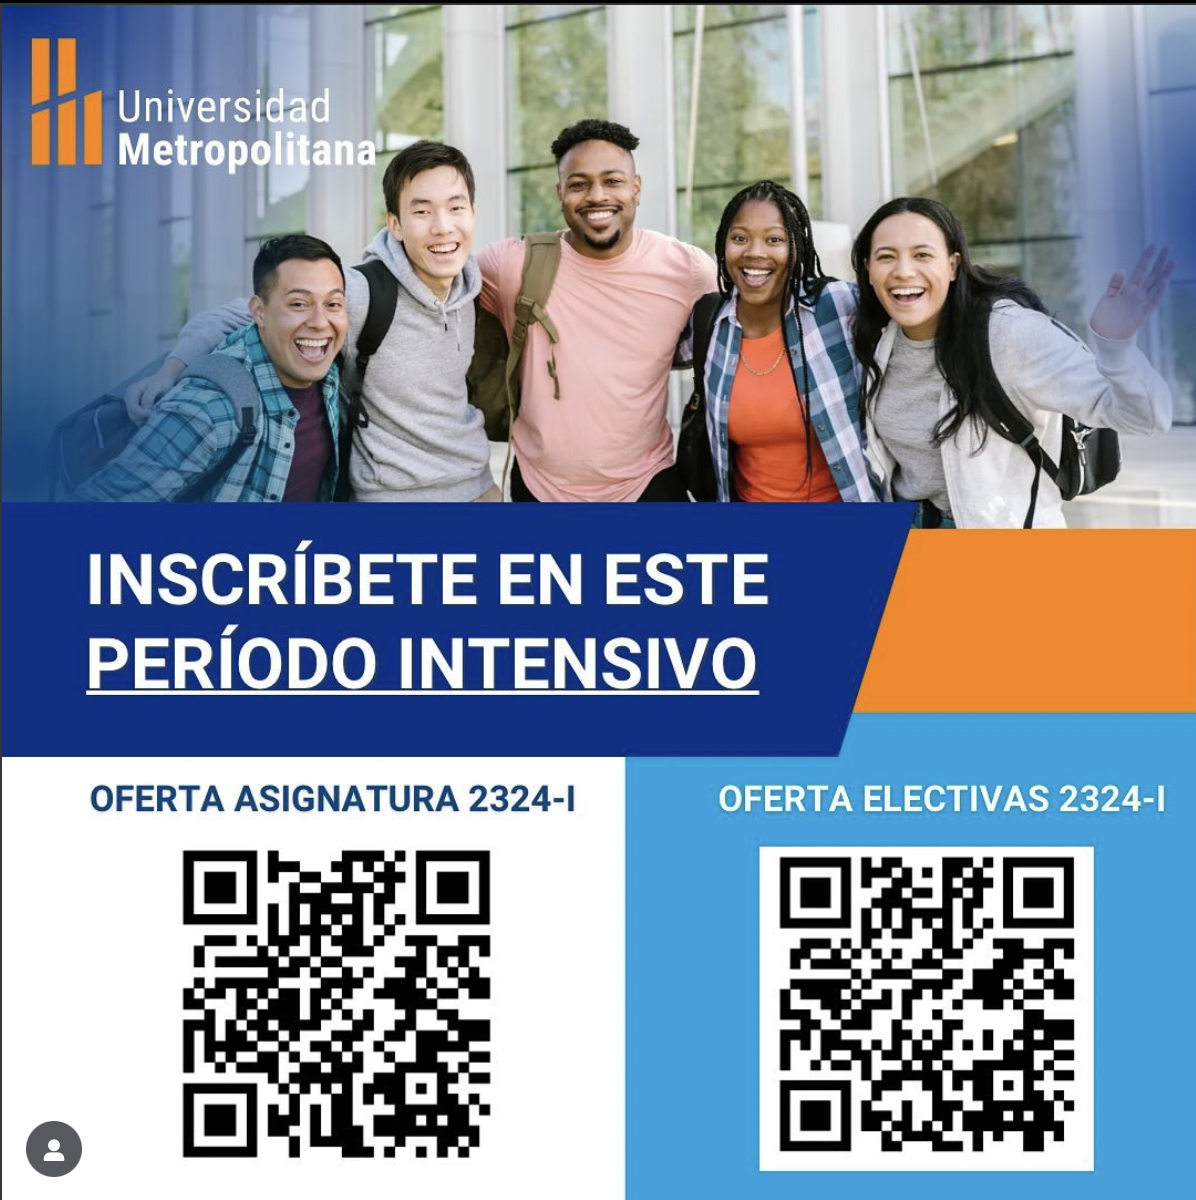 Universidad
Metropolitana
INSCRÍBETE EN ESTE
PERÍODO INTENSIVO
OFERTA ASIGNATURA 2324-I
OFERTA ELECTIVAS 2324-I